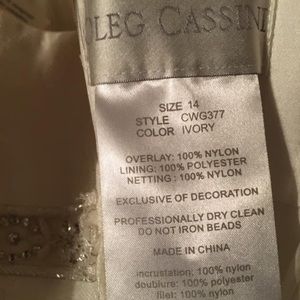 OLEG CASSINI
SIZE 14
STYLE CWG377
COLOR IVORY
OVERLAY: 100% NYLON
LINING: 100% POLYESTER
NETTING : 100% NYLON
EXCLUSIVE OF DECORATION
PROFESSIONALLY DRY CLEAN
DO NOT IRON BEADS
MADE IN CHINA
incrustation: 100% nylon
doublure: 100% polyester
filet: 100% nylon